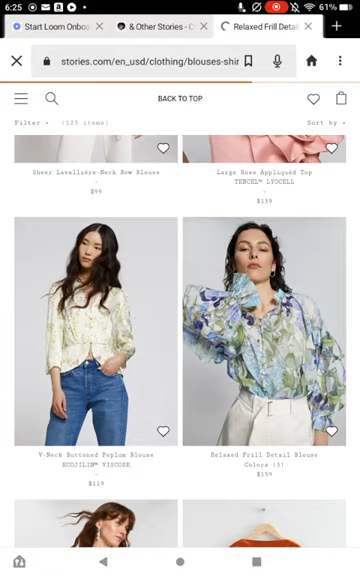 6:25
61%
Start Loom Onboa
& Other Stories - C
Relaxed Frill Detai
stories.com/en_usd/clothing/blouses-shir
BACK TO TOP
Filter
(125 items)
Sort by
Sheer Lavallière-Neck Bow Blouse
-
$99
Large Rose Appliquéd Top
TENCEL™ LYOCELL
-
$139
V-Neck Buttoned Peplum Blouse
ECOJILIN™ VISCOSE
-
$119
Relaxed Frill Detail Blouse
Colors (3)
$159